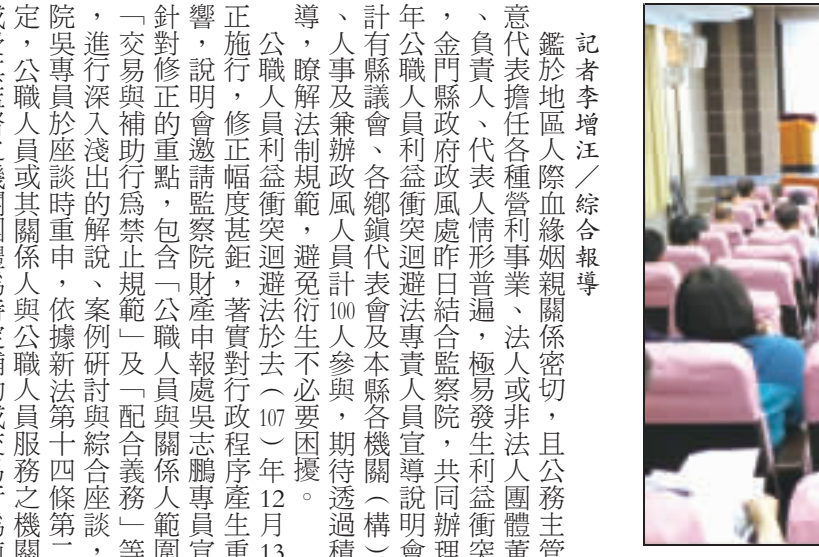 記者李增汪／綜合報導
鑑於地區人際血緣姻親關係密切，且公務主管
意代表擔任各種營利事業、法人或非法人團體董
、負責人、代表人情形普遍，極易發生利益衝突
，金門縣政府政風處昨日結合監察院，共同辦理
年公職人員利益衝突迴避法專責人員宣導說明會
計有縣議會、各鄉鎮代表會及本縣各機關（構）
、人事及兼辦政風人員計100人參與，期待透過積
導，瞭解法制規範，避免衍生不必要困擾。
公職人員利益衝突迴避法於去（107）年12月13
正施行，修正幅度甚鉅，著實對行政程序產生重
響，說明會邀請監察院財產申報處吳志鵬專員宣
針對修正的重點，包含「公職人員與關係人範圍
「交易與補助行爲禁止規範」及「配合義務」等
，進行深入淺出的解說、案例研討與綜合座談，
院吳專員於座談時重申，依據新法第十四條第二
定，公職人員或其關係人與公職人員服務之機關